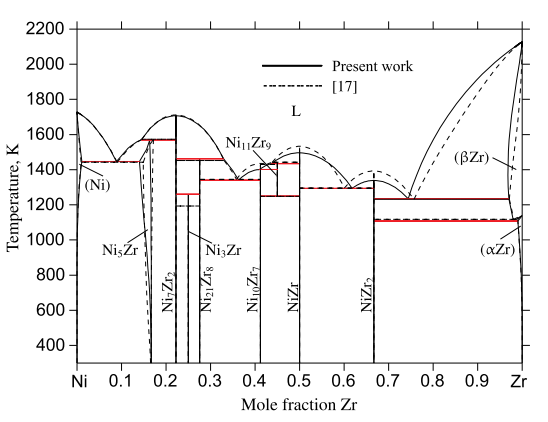 2200
2000
1800
1600
1400
1200
1000
800
600
400
Temperature, K
Present work
[17]
L
Ni₁₁Zr₉
(Ni)
(βZr)
(αZr)
Ni₅Zr
Ni₃Zr
Ni₇Zr₂
Ni₂₁Zr₈
Ni₁₀Zr₇
NiZr
NiZr₂
Ni 0.1 0.2 0.3 0.4 0.5 0.6 0.7 0.8 0.9 Zr
Mole fraction Zr